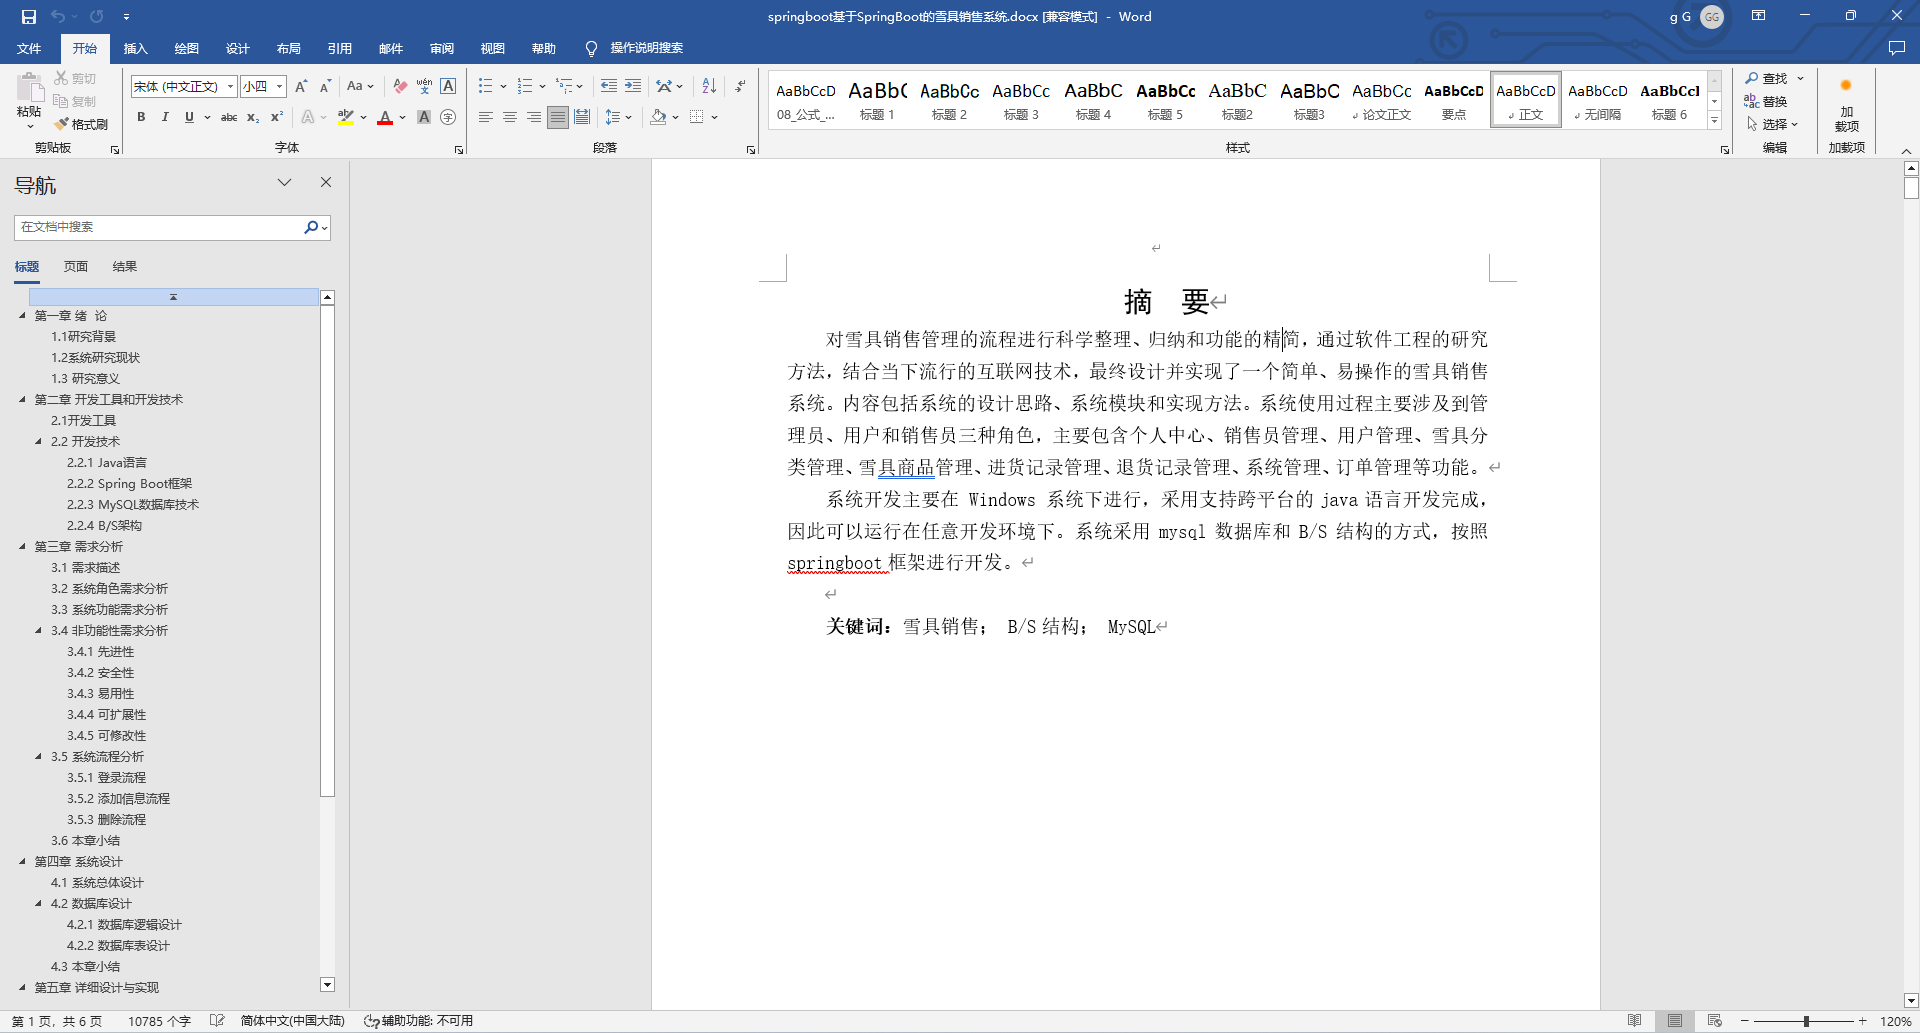 springboot基于SpringBoot的雪具销售系统.docx [兼容模式] - Word
g G
GG
文件 开始 插入 绘图 设计 布局 引用 邮件 审阅 视图 帮助 操作说明搜索
粘贴
剪切
复制
格式刷
剪贴板
宋体 (中文正文) 小四 Aa wén A
B I U abc x₂ x² A A A 字
字体
段落
AaBbCcD 08_公式_...
AaBbC 标题 1
AaBbCc 标题 2
AaBbCc 标题 3
AaBbC 标题 4
AaBbCc 标题 5
AaBbC 标题2
AaBbC 标题3
AaBbCc 论文正文
AaBbCcD 要点
AaBbCcD 正文
AaBbCcD 无间隔
AaBbCcI 标题 6
样式
查找
替换
选择
编辑
加载项
加载项
导航
在文档中搜索
标题 页面 结果
第一章 绪 论
1.1研究背景
1.2系统研究现状
1.3 研究意义
第二章 开发工具和开发技术
2.1开发工具
2.2 开发技术
2.2.1 Java语言
2.2.2 Spring Boot框架
2.2.3 MySQL数据库技术
2.2.4 B/S架构
第三章 需求分析
3.1 需求描述
3.2 系统角色需求分析
3.3 系统功能需求分析
3.4 非功能性需求分析
3.4.1 先进性
3.4.2 安全性
3.4.3 易用性
3.4.4 可扩展性
3.4.5 可修改性
3.5 系统流程分析
3.5.1 登录流程
3.5.2 添加信息流程
3.5.3 删除流程
3.6 本章小结
第四章 系统设计
4.1 系统总体设计
4.2 数据库设计
4.2.1 数据库逻辑设计
4.2.2 数据库表设计
4.3 本章小结
第五章 详细设计与实现
摘 要
对雪具销售管理的流程进行科学整理、归纳和功能的精简，通过软件工程的研究
方法，结合当下流行的互联网技术，最终设计并实现了一个简单、易操作的雪具销售
系统。内容包括系统的设计思路、系统模块和实现方法。系统使用过程主要涉及到管
理员、用户和销售员三种角色，主要包含个人中心、销售员管理、用户管理、雪具分
类管理、雪具商品管理、进货记录管理、退货记录管理、系统管理、订单管理等功能。
系统开发主要在 Windows 系统下进行，采用支持跨平台的 java 语言开发完成，
因此可以运行在任意开发环境下。系统采用 mysql 数据库和 B/S 结构的方式，按照
springboot 框架进行开发。
关键词：雪具销售； B/S 结构； MySQL
第 1 页，共 6 页 10785 个字 简体中文(中国大陆) 辅助功能: 不可用 120%